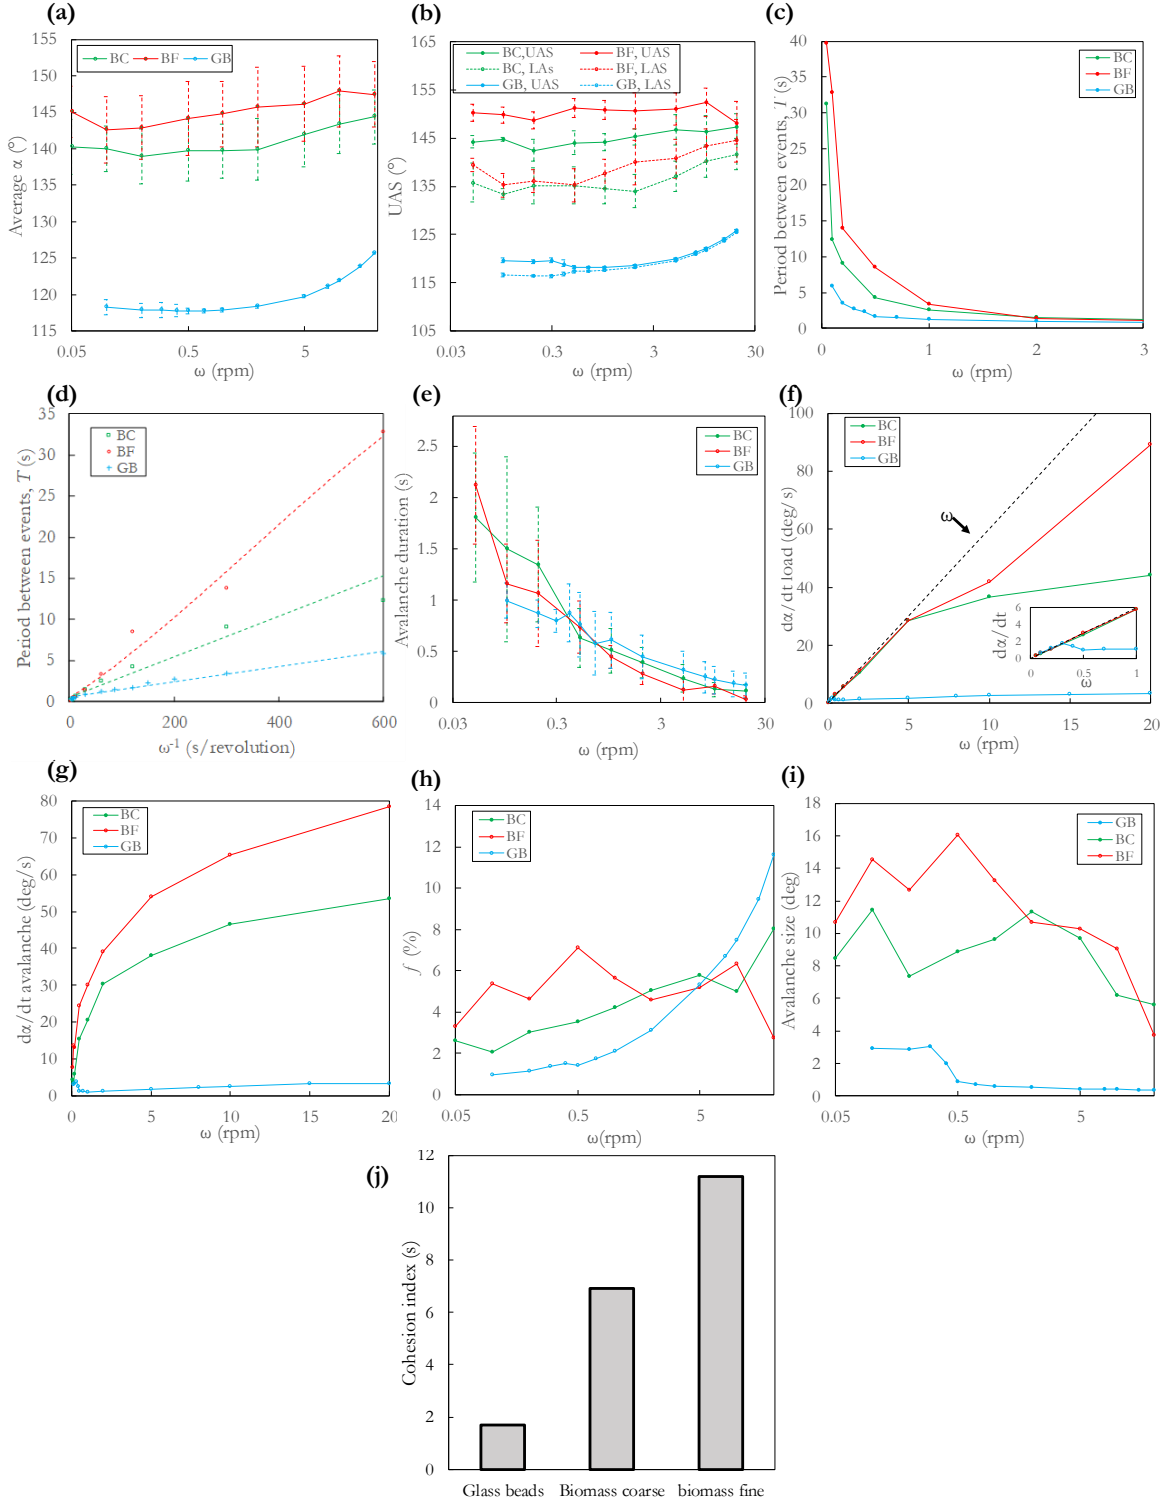 (a)
155
150
145
140
135
130
125
120
115
Average α (°)
BC BF GB
0.05 0.5 5
ω (rpm)
(b)
165
155
145
135
125
115
105
UAS (°)
BC,UAS BF, UAS
BC, LAs BF, LAS
GB, UAS GB, LAS
0.03 0.3 3 30
ω (rpm)
(c)
40
35
30
25
20
15
10
5
0
Period between events, T (s)
BC
BF
GB
0 1 2 3
ω (rpm)
(d)
35
30
25
20
15
10
5
0
Period between events, T (s)
BC
BF
GB
0 200 400 600
ω-1 (s/revolution)
(e)
2.5
2
1.5
1
0.5
0
Avalanche duration (s)
BC
BF
GB
0.03 0.3 3 30
ω (rpm)
(f)
100
80
60
40
20
0
dα/dt load (deg/s)
BC
BF
GB
ω
6
4
2
0
dα/dt
0 0.5 1
ω
0 5 10 15 20
ω (rpm)
(g)
80
70
60
50
40
30
20
10
0
dα/dt avalanche (deg/s)
BC
BF
GB
0 5 10 15 20
ω (rpm)
(h)
14
12
10
8
6
4
2
0
f (%)
BC
BF
GB
0.05 0.5 5
ω(rpm)
(i)
18
16
14
12
10
8
6
4
2
0
Avalanche size (deg)
GB
BC
BF
0.05 0.5 5
ω (rpm)
(j)
12
10
8
6
4
2
0
Cohesion index (s)
Glass beads Biomass coarse biomass fine